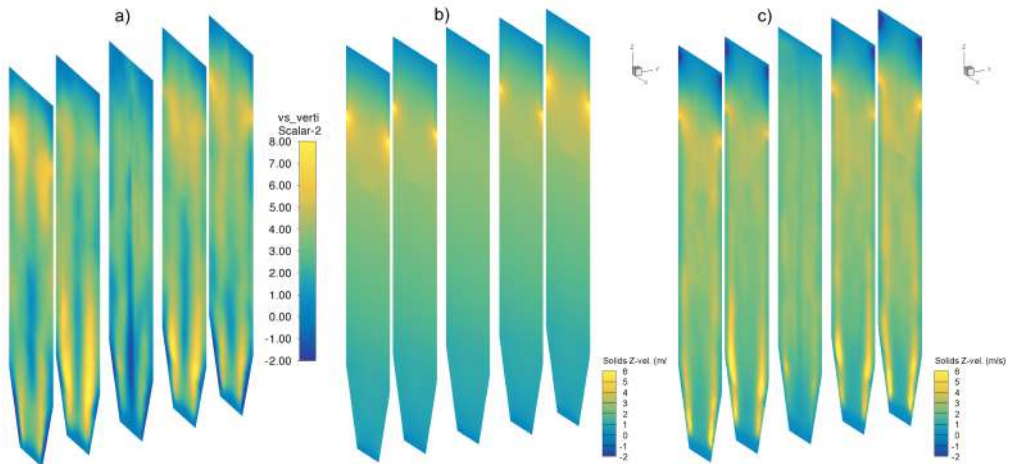 a)
b)
c)
vs_verti
Scalar-2
8.00
7.00
6.00
5.00
4.00
3.00
2.00
1.00
0.00
-1.00
-2.00
Z
Y
X
Solids Z-vel. (m/
6
5
4
3
2
1
0
-1
-2
Z
Y
X
Solids Z-vel. (m/s)
6
5
4
3
2
1
0
-1
-2